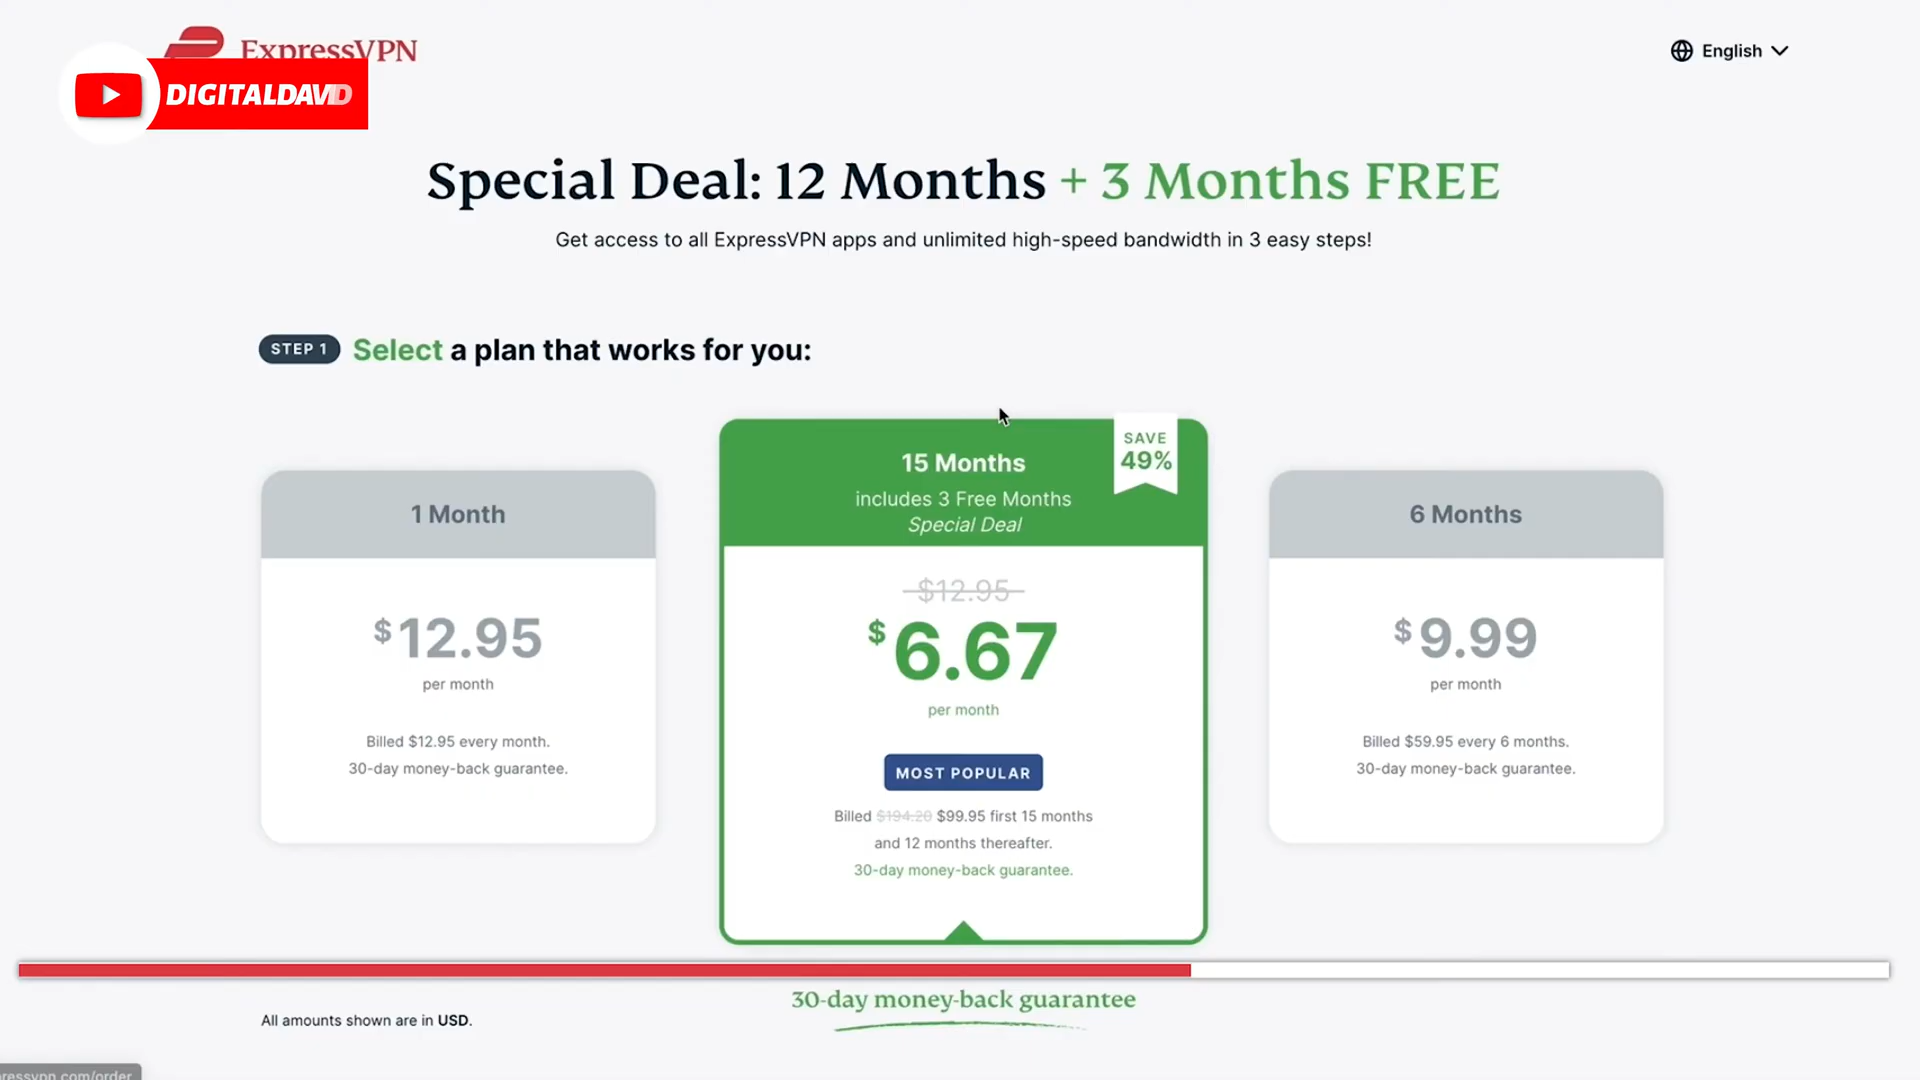 ExpressVPN
English
DIGITALDAVID
Special Deal: 12 Months + 3 Months FREE
Get access to all ExpressVPN apps and unlimited high-speed bandwidth in 3 easy steps!
STEP 1 Select a plan that works for you:
1 Month
$12.95
per month
Billed $12.95 every month.
30-day money-back guarantee.
SAVE
49%
15 Months
includes 3 Free Months
Special Deal
$12.95
$6.67
per month
MOST POPULAR
Billed $194.20 $99.95 first 15 months
and 12 months thereafter.
30-day money-back guarantee.
6 Months
$9.99
per month
Billed $59.95 every 6 months.
30-day money-back guarantee.
30-day money-back guarantee
All amounts shown are in USD.
pressvpn.com/order